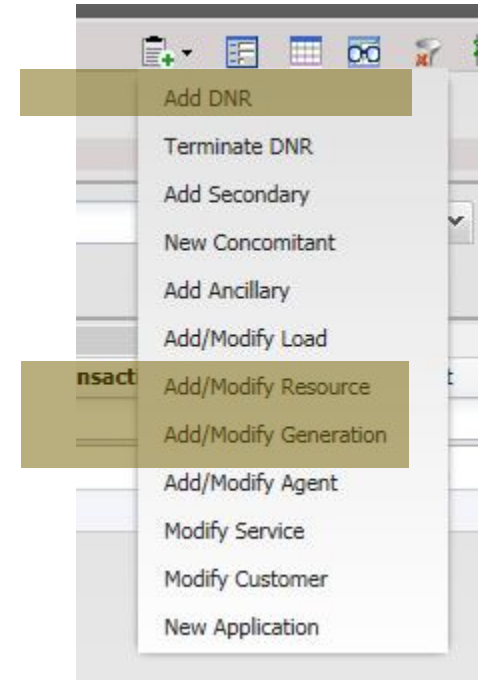 Add DNR
Terminate DNR
Add Secondary
New Concomitant
Add Ancillary
Add/Modify Load
nsact
Add/Modify Resource
t
Add/Modify Generation
Add/Modify Agent
Modify Service
Modify Customer
New Application